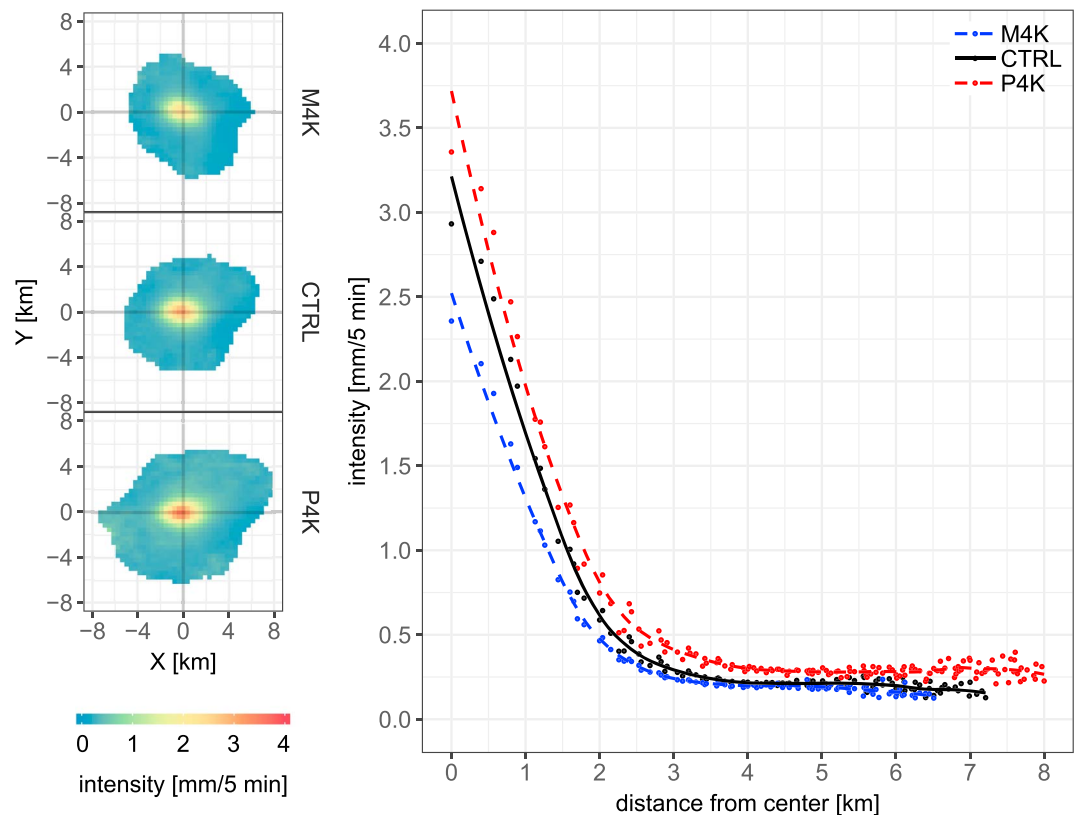 8
4
0
−4
−8
M4K
8
4
0
−4
−8
CTRL
8
4
0
−4
−8
P4K
Y [km]
−8 −4 0 4 8
X [km]
0 1 2 3 4
intensity [mm/5 min]
M4K
CTRL
P4K
4.0
3.5
3.0
2.5
2.0
1.5
1.0
0.5
0.0
intensity [mm/5 min]
0 1 2 3 4 5 6 7 8
distance from center [km]